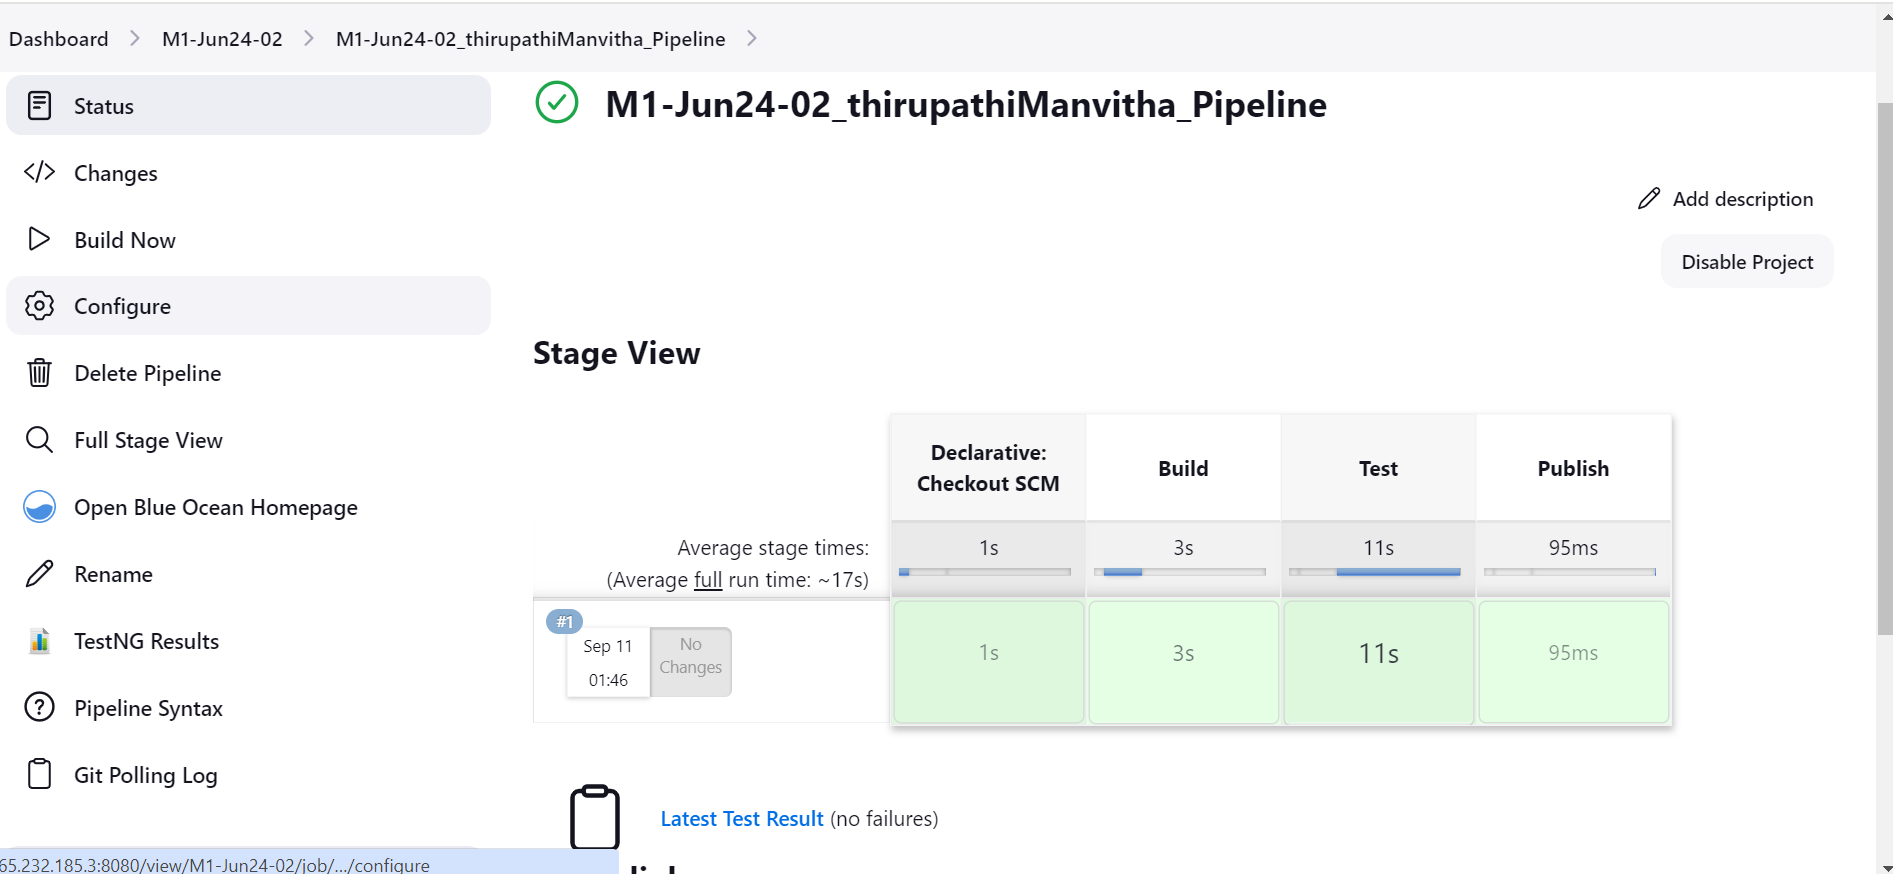 Dashboard > M1-Jun24-02 > M1-Jun24-02_thirupathiManvitha_Pipeline >
Status
Changes
Build Now
Configure
Delete Pipeline
Full Stage View
Open Blue Ocean Homepage
Rename
TestNG Results
Pipeline Syntax
Git Polling Log
65.232.185.3:8080/view/M1-Jun24-02/job/.../configure
M1-Jun24-02_thirupathiManvitha_Pipeline
Add description
Disable Project
Stage View
Declarative:
Checkout SCM
Build
Test
Publish
Average stage times:
(Average full run time: ~17s)
1s
3s
11s
95ms
#1
Sep 11
01:46
No
Changes
1s
3s
11s
95ms
Latest Test Result (no failures)